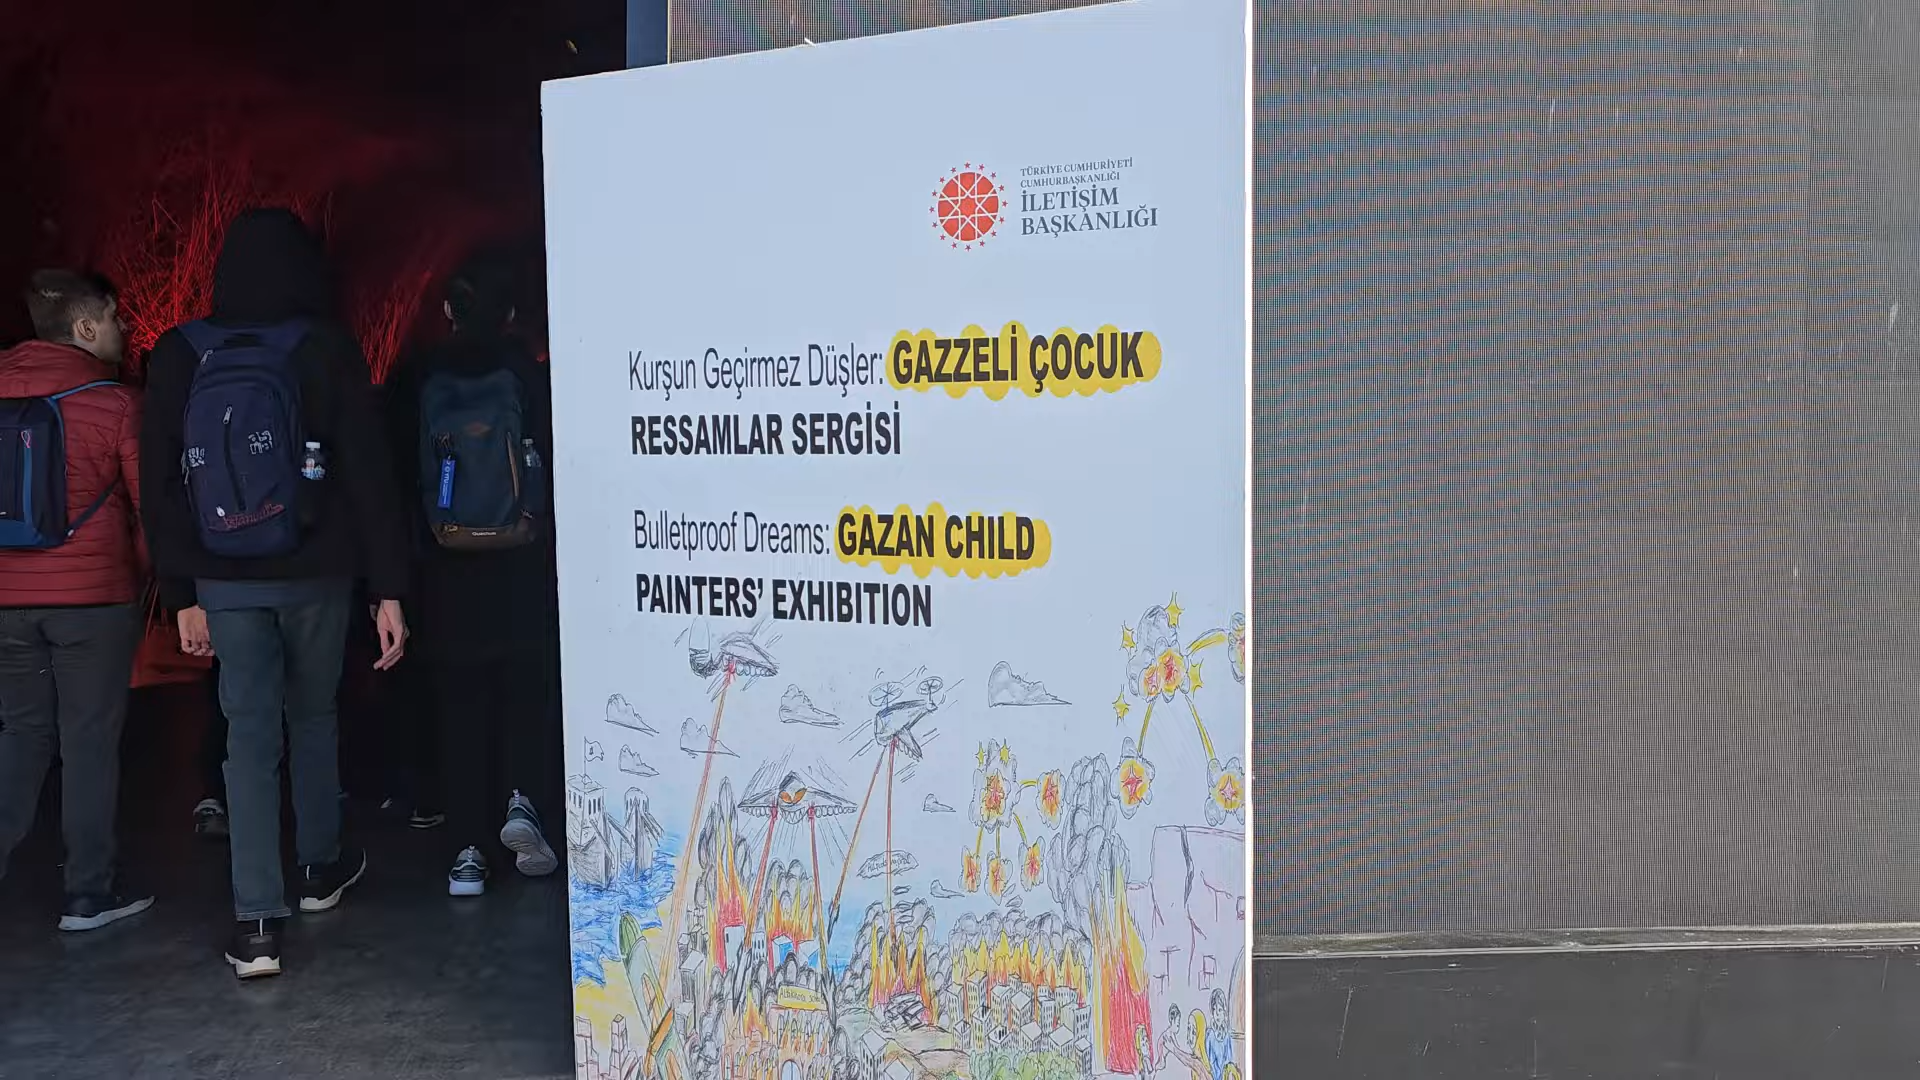 TÜRKİYE CUMHURİYETİ
CUMHURBAŞKANLIĞI
İLETİŞİM
BAŞKANLIĞI
Kurşun Geçirmez Düşler: GAZZELİ ÇOCUK
RESSAMLAR SERGİSİ
Bulletproof Dreams: GAZAN CHILD
PAINTERS' EXHIBITION
Quechua